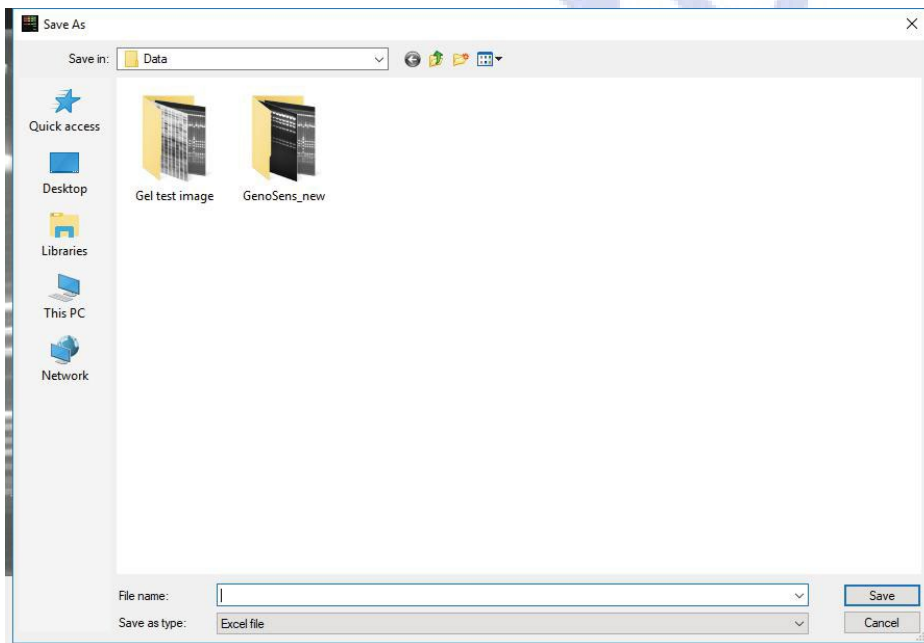 Save As
Save in:
Data
Quick access
Desktop
Libraries
This PC
Network
Gel test image
GenoSens_new
File name:
Save
Save as type:
Excel file
Cancel